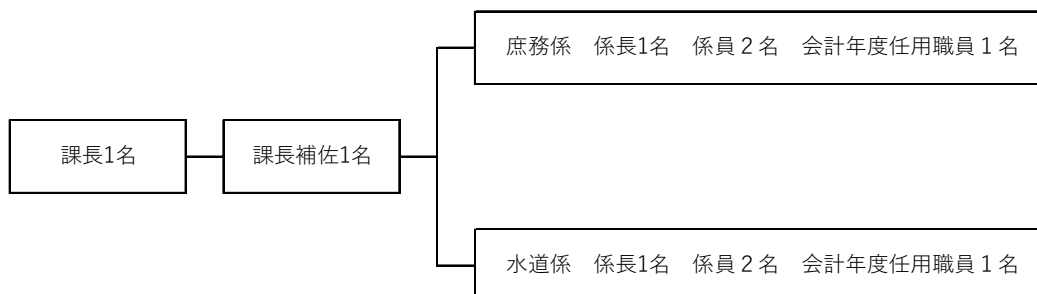 庶務係　係長1名　係員２名　会計年度任用職員１名
課長1名
課長補佐1名
水道係　係長1名　係員２名　会計年度任用職員１名